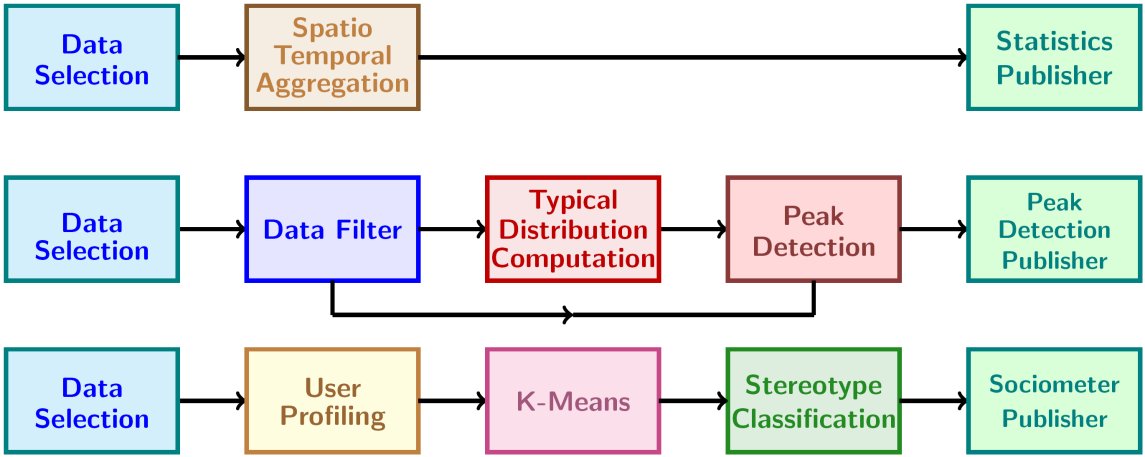 Data
Selection
Spatio
Temporal
Aggregation
Statistics
Publisher
Data
Selection
Data Filter
Typical
Distribution
Computation
Peak
Detection
Peak
Detection
Publisher
Data
Selection
User
Profiling
K-Means
Stereotype
Classification
Sociometer
Publisher